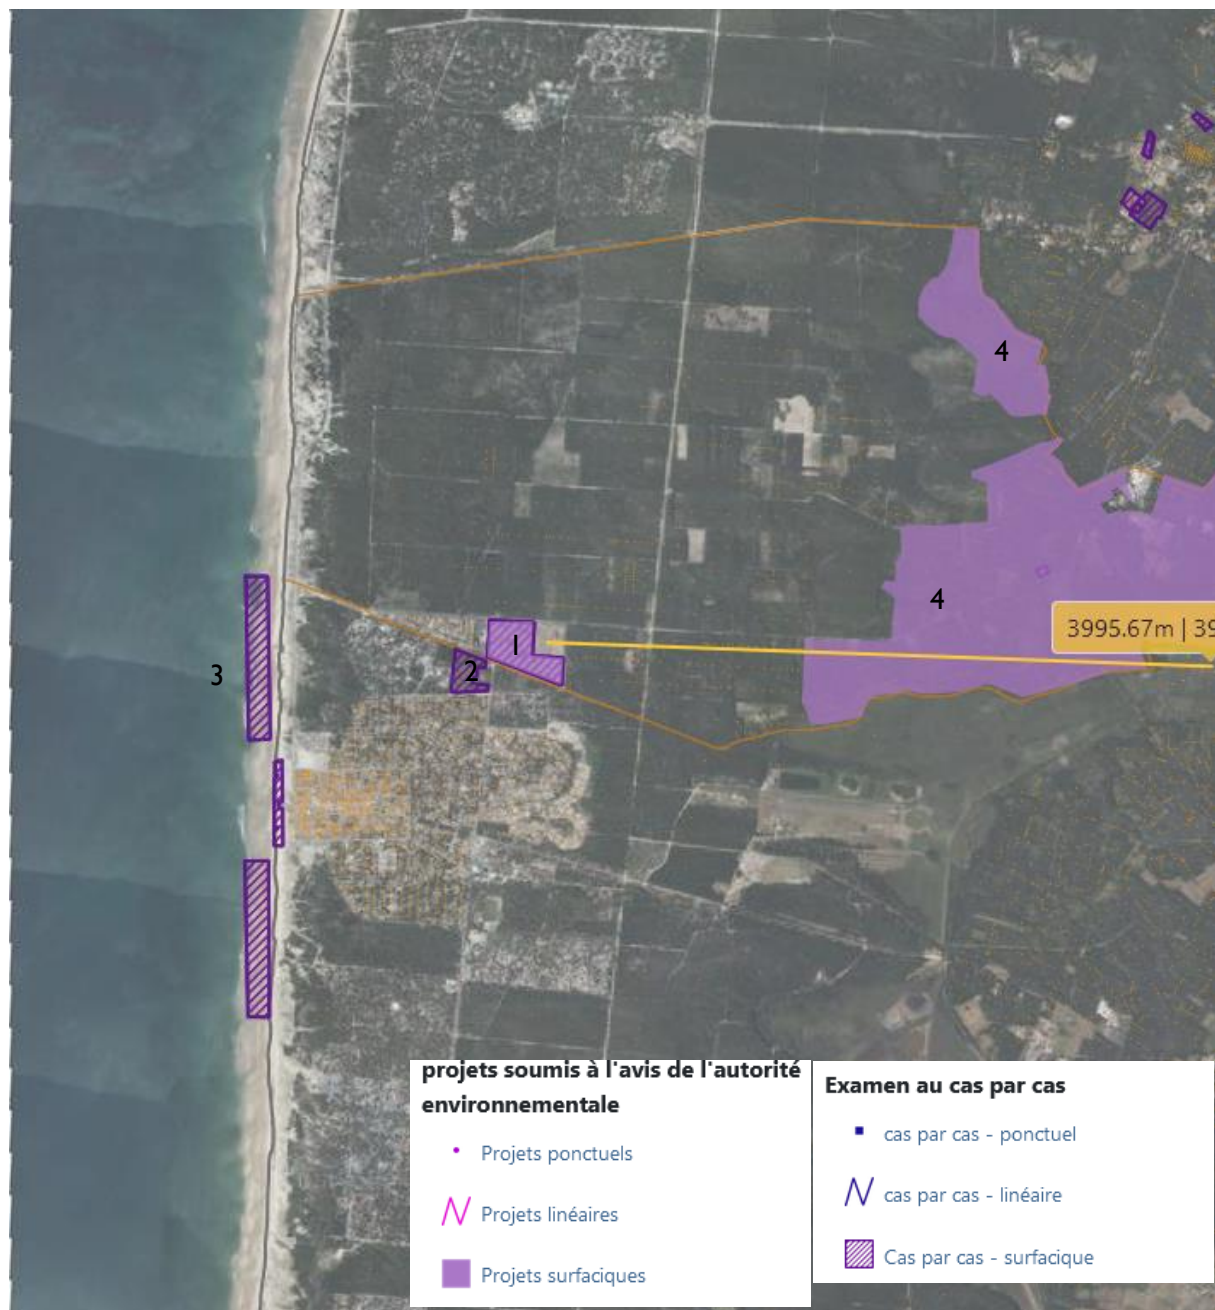 4
4
3995.67m | 39
1
2
3
projets soumis à l'avis de l'autorité
environnementale
Projets ponctuels
Projets linéaires
Projets surfaciques
Examen au cas par cas
cas par cas - ponctuel
cas par cas - linéaire
Cas par cas - surfacique